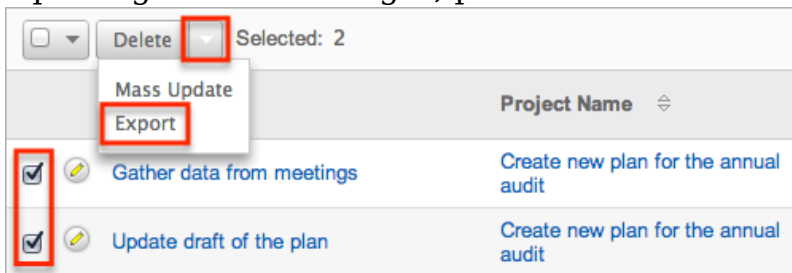 Delete Selected: 2
Mass Update
Export
Project Name
Gather data from meetings
Create new plan for the annual
audit
Update draft of the plan
Create new plan for the annual
audit